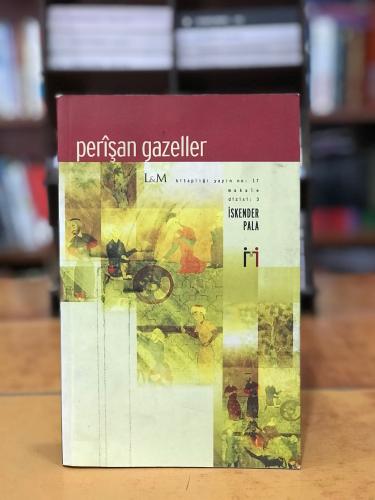 perîşan gazeller
L&M kitaplığı yayın no: 17
makale
dizisi: 3
İSKENDER
PALA